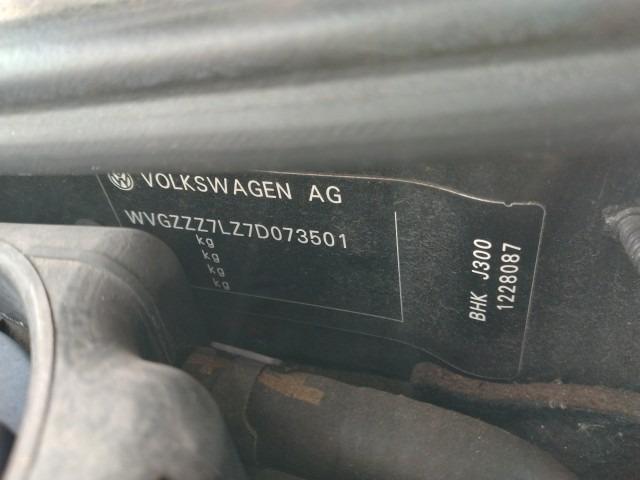 VOLKSWAGEN AG
WVGZZZ7LZ7D073501
kg
kg
kg
kg
BHK J300
1228087